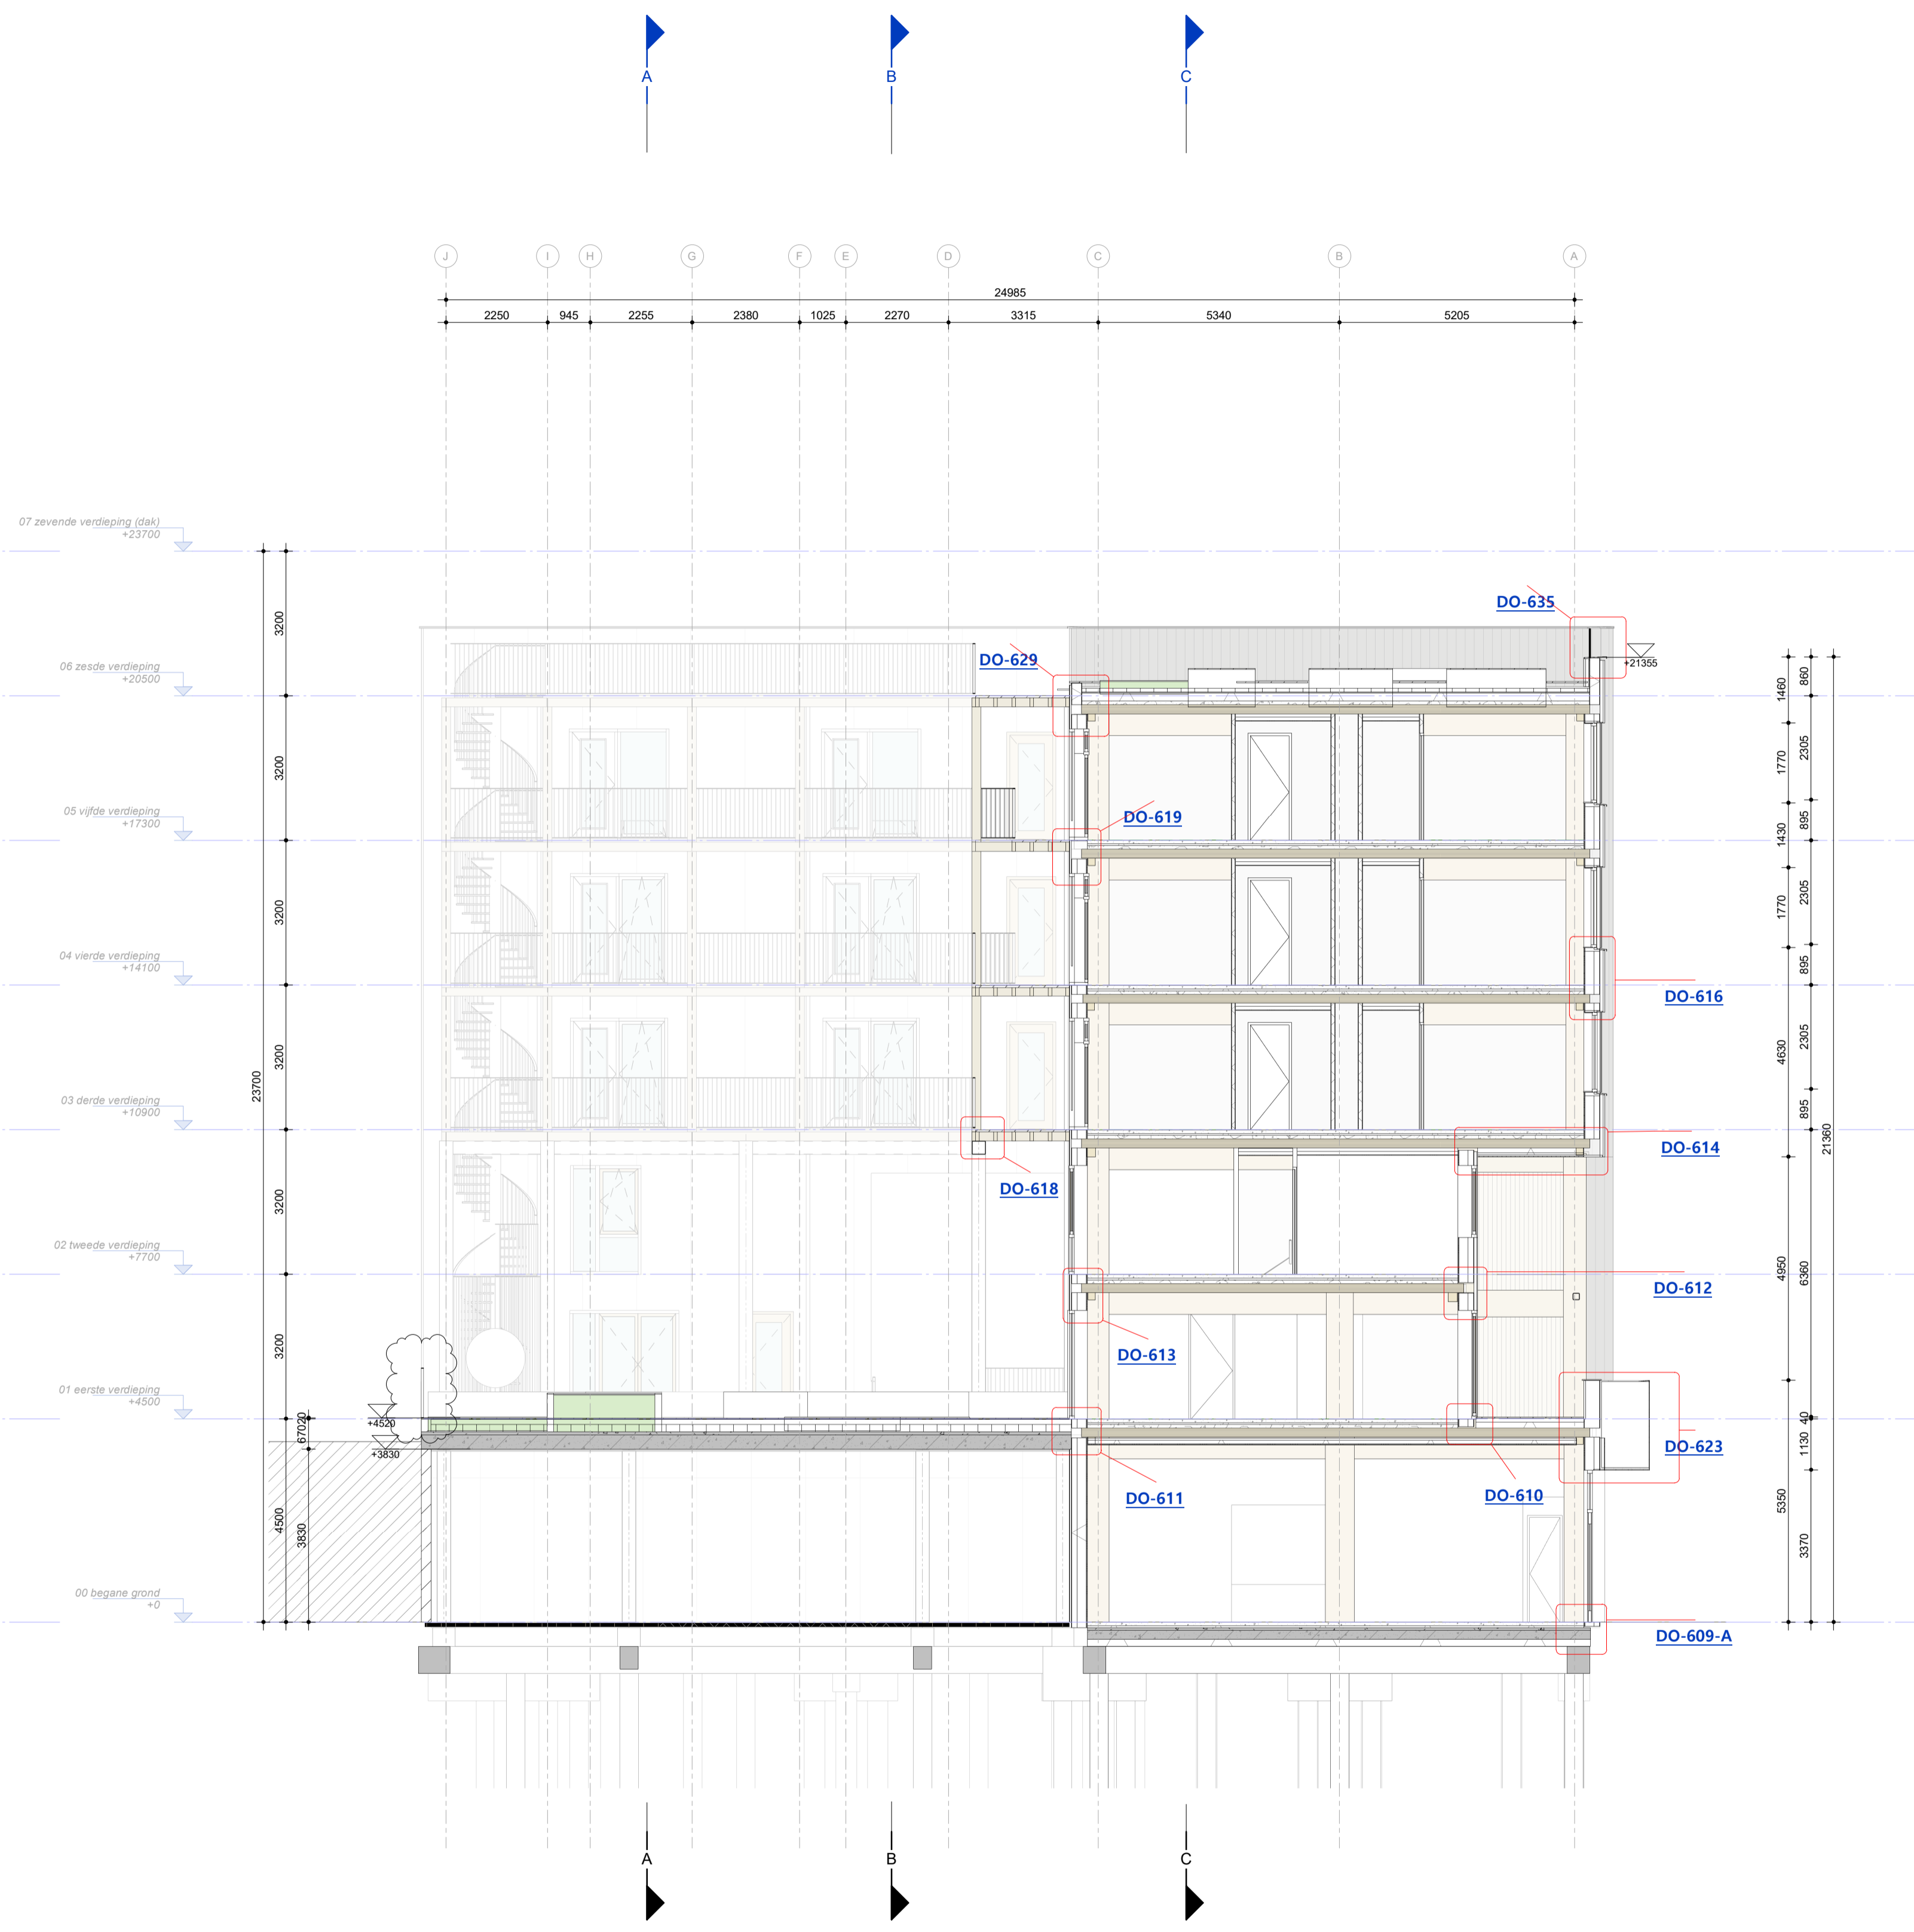 A B C
J I H G F E D C B A
24985
2250 945 2255 2380 1025 2270 3315 5340 5205
07 zevende verdieping (dak)
+23700
3200
DO-635
DO-629
+21355
06 zesde verdieping
+20500
860
1460
3200
1770
2305
05 vijfde verdieping
+17300
DO-619
895
1430
3200
1770
2305
04 vierde verdieping
+14100
895
DO-616
3200
4630
2305
23700
03 derde verdieping
+10900
895
21360
DO-614
DO-618
3200
02 tweede verdieping
+7700
4950
6360
DO-612
3200
DO-613
01 eerste verdieping
+4500
+4520
20
670
40
1130
+3830
DO-623
DO-611
DO-610
4500
3830
5350
3370
00 begane grond
+0
DO-609-A
A B C